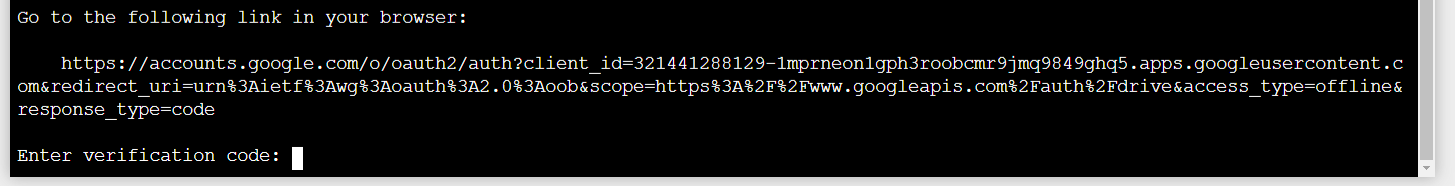 Go to the following link in your browser:
https://accounts.google.com/o/oauth2/auth?client_id=321441288129-1mprneon1gph3roobcmr9jmq9849ghq5.apps.googleusercontent.c
om&redirect_uri=urn%3Aietf%3Awg%3Aoauth%3A2.0%3Aoob&scope=https%3A%2F%2Fwww.googleapis.com%2Fauth%2Fdrive&access_type=offline&
response_type=code
Enter verification code: